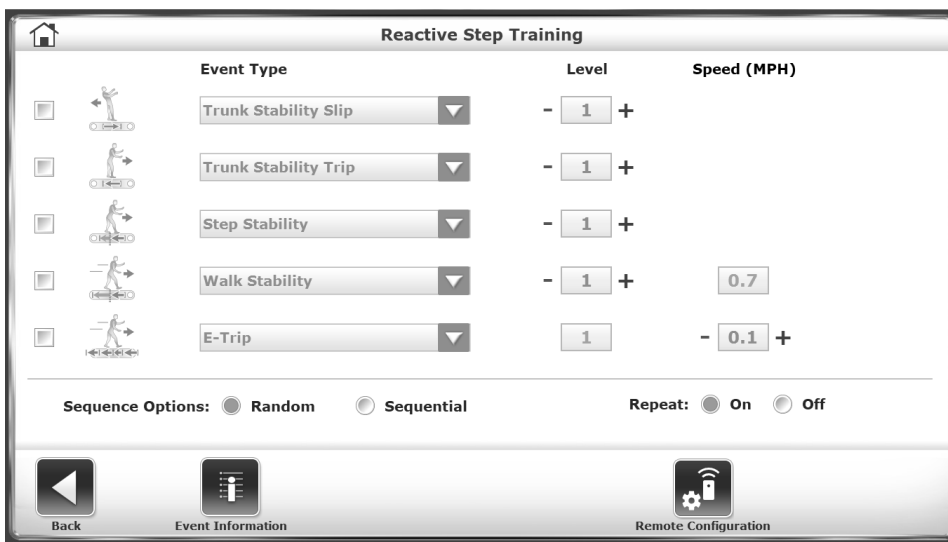 Reactive Step Training
Event Type Level Speed (MPH)
Trunk Stability Slip - 1 +
Trunk Stability Trip - 1 +
Step Stability - 1 +
Walk Stability - 1 + 0.7
E-Trip 1 - 0.1 +
Sequence Options: Random Sequential Repeat: On Off
Back Event Information Remote Configuration